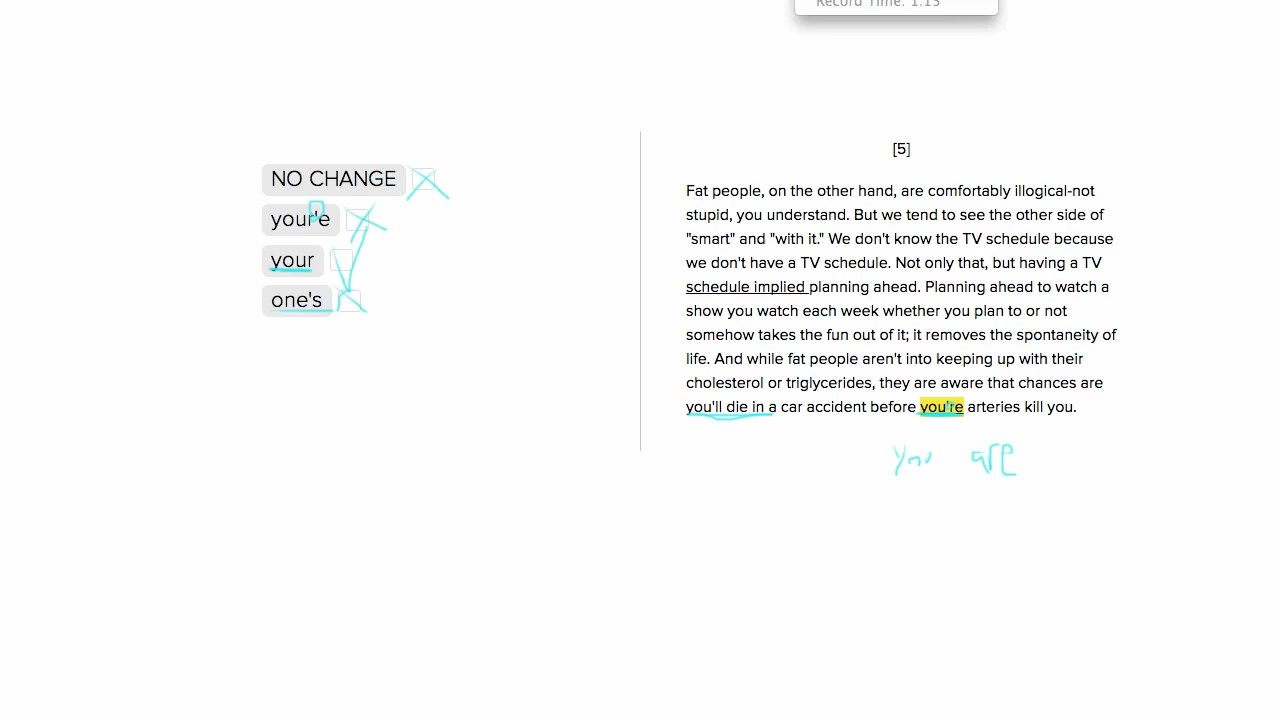 Record Time: 1:15
NO CHANGE
your'e
your
one's
[5]
Fat people, on the other hand, are comfortably illogical-not
stupid, you understand. But we tend to see the other side of
"smart" and "with it." We don't know the TV schedule because
we don't have a TV schedule. Not only that, but having a TV
schedule implied planning ahead. Planning ahead to watch a
show you watch each week whether you plan to or not
somehow takes the fun out of it; it removes the spontaneity of
life. And while fat people aren't into keeping up with their
cholesterol or triglycerides, they are aware that chances are
you'll die in a car accident before you're arteries kill you.
you are